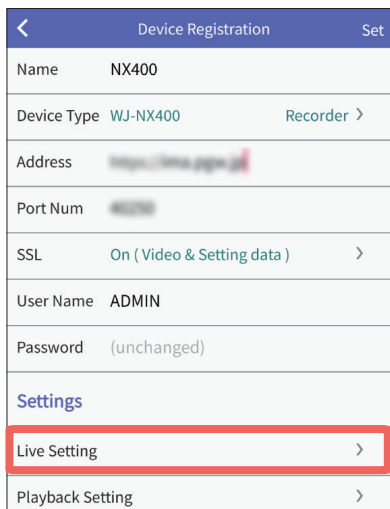 Device Registration Set
Name NX400
Device Type WJ-NX400 Recorder
Address
Port Num
SSL On ( Video & Setting data )
User Name ADMIN
Password (unchanged)
Settings
Live Setting
Playback Setting